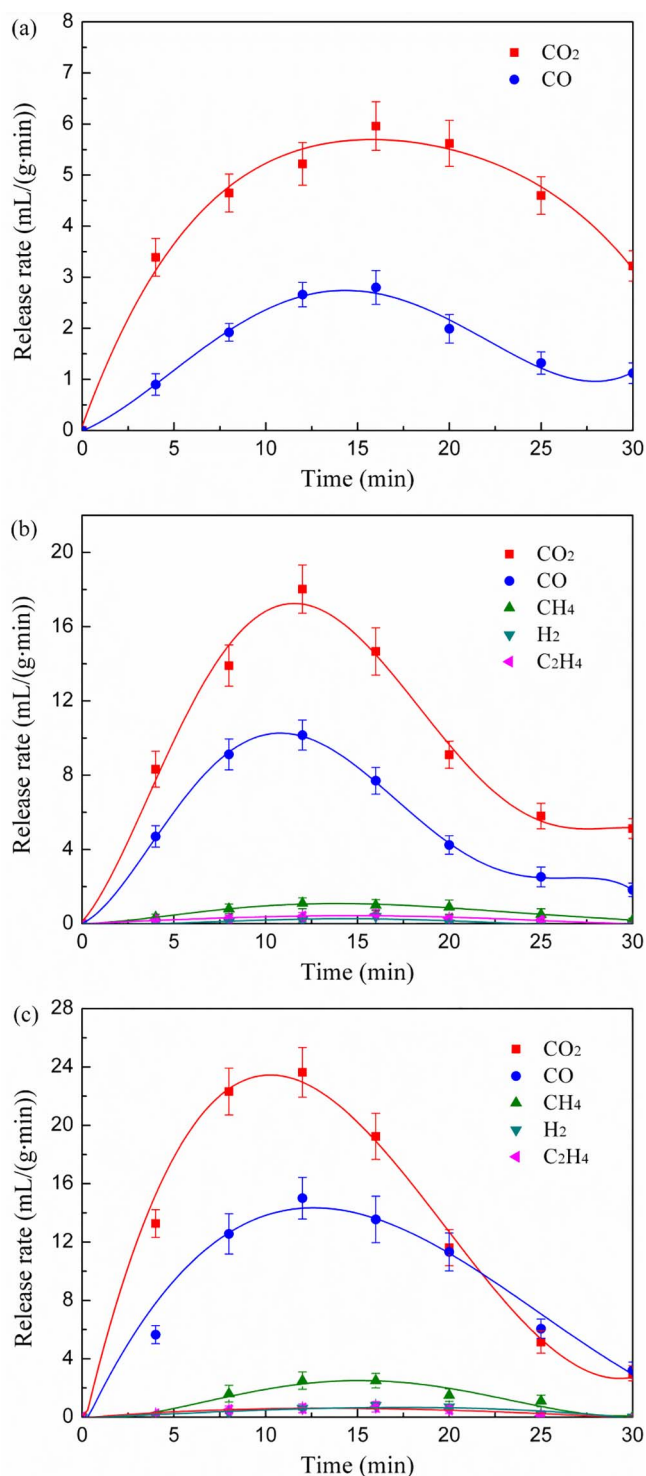 (a)
8
7
6
5
4
3
2
1
0
Release rate (mL/(g·min))
CO₂
CO
0 5 10 15 20 25 30
Time (min)
(b)
20
16
12
8
4
0
Release rate (mL/(g·min))
CO₂
CO
CH₄
H₂
C₂H₄
0 5 10 15 20 25 30
Time (min)
(c)
28
24
20
16
12
8
4
0
Release rate (mL/(g·min))
CO₂
CO
CH₄
H₂
C₂H₄
0 5 10 15 20 25 30
Time (min)